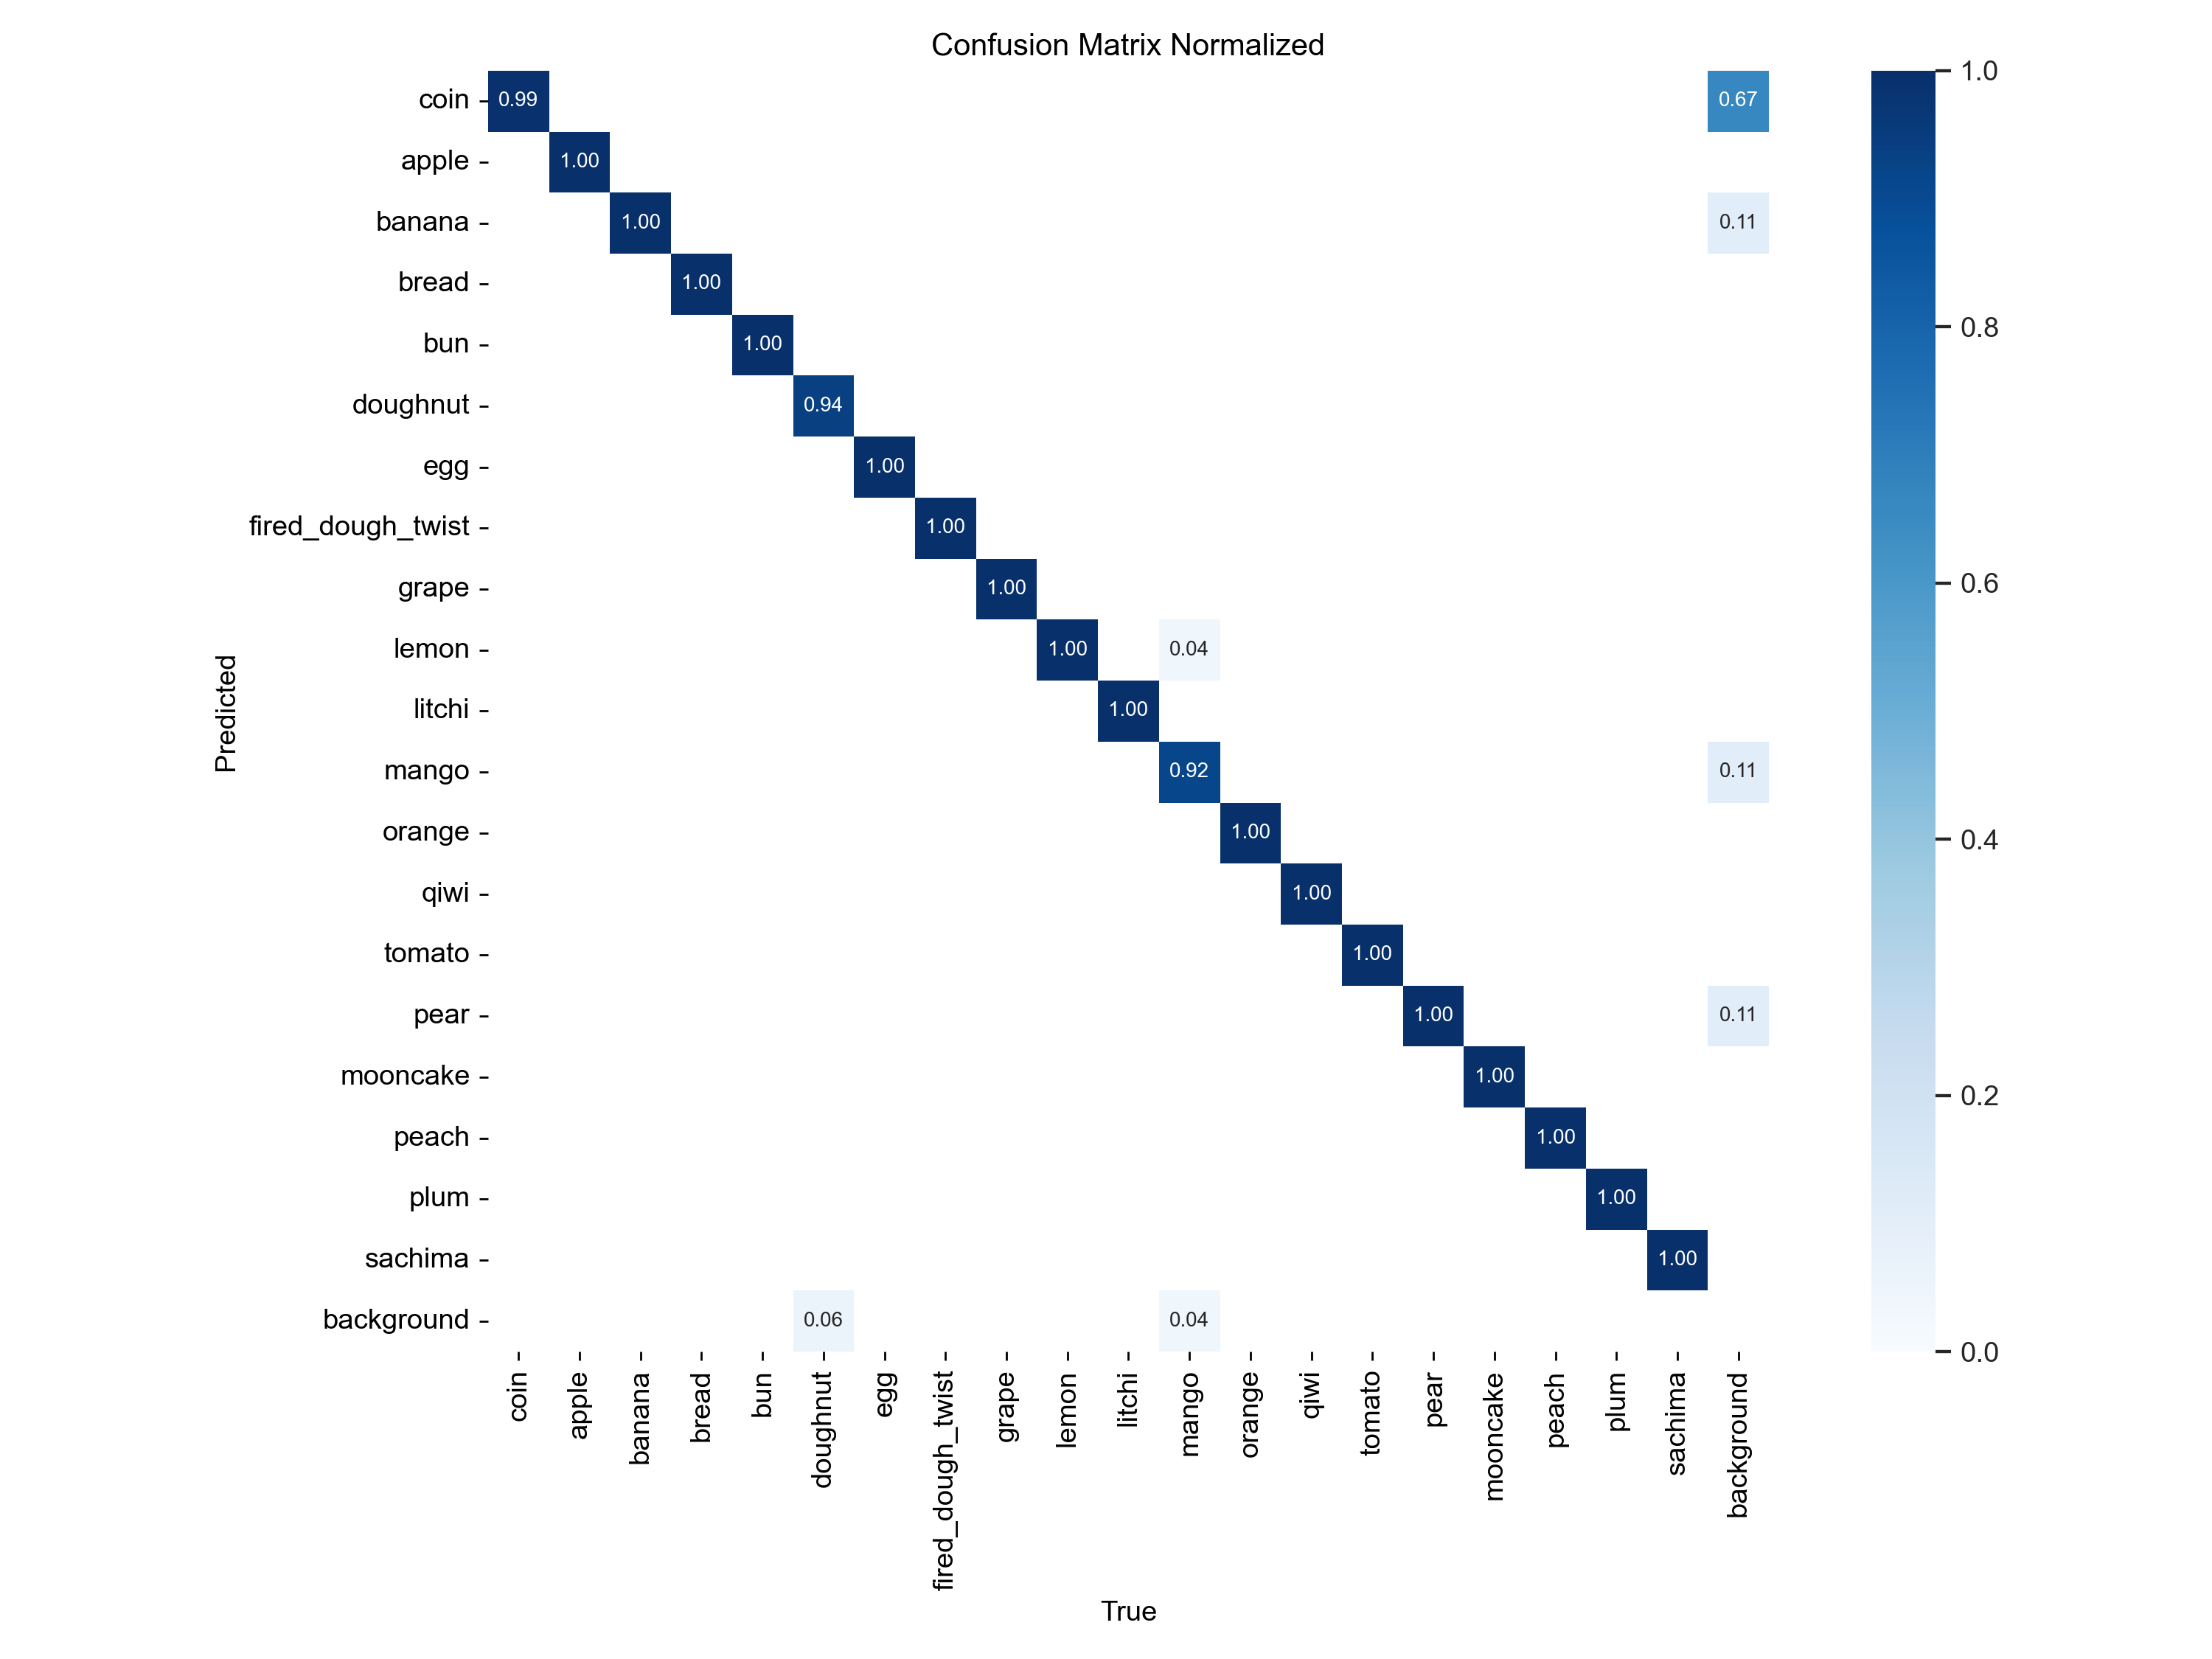 Confusion Matrix Normalized
coin 0.99 0.67 1.0
apple 1.00
banana 1.00 0.11
bread 1.00
bun 1.00 0.8
doughnut 0.94
egg 1.00
fired_dough_twist 1.00
grape 1.00 0.6
lemon 1.00 0.04
litchi 1.00
Predicted
mango 0.92 0.11
orange 1.00 0.4
qiwi 1.00
tomato 1.00
pear 1.00 0.11
mooncake 1.00 0.2
peach 1.00
plum 1.00
sachima 1.00
background 0.06 0.04 0.0
coin apple banana bread bun doughnut egg fired_dough_twist grape lemon litchi mango orange qiwi tomato pear mooncake peach plum sachima background
True